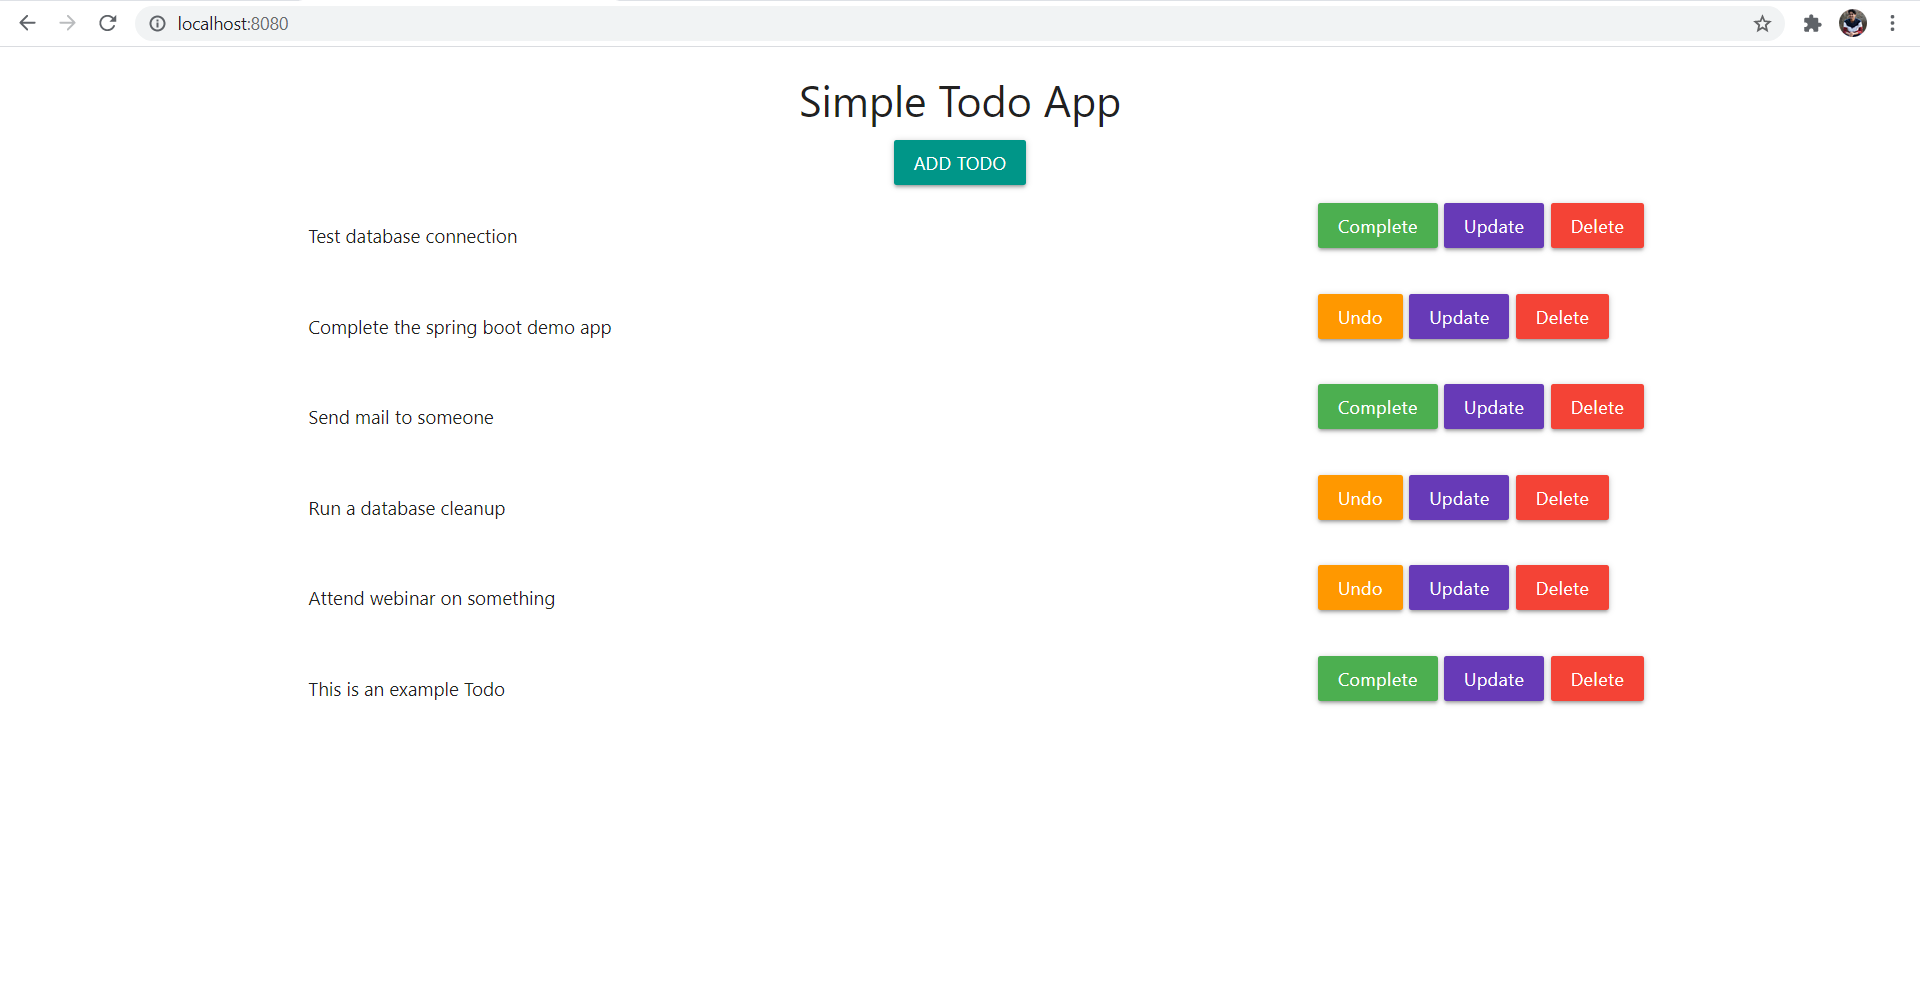 localhost:8080
Simple Todo App
ADD TODO
Test database connection Complete Update Delete
Complete the spring boot demo app Undo Update Delete
Send mail to someone Complete Update Delete
Run a database cleanup Undo Update Delete
Attend webinar on something Undo Update Delete
This is an example Todo Complete Update Delete